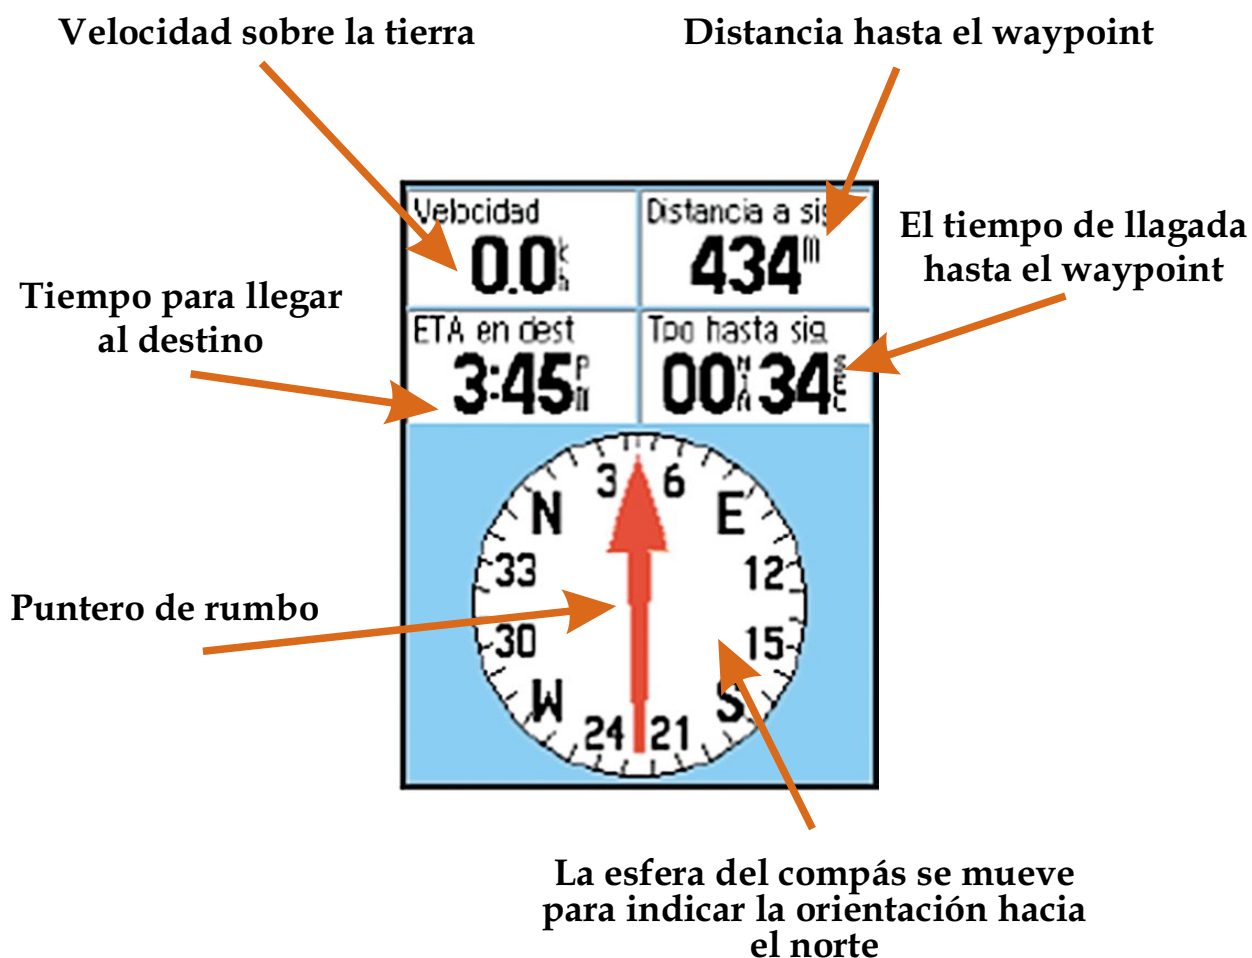 Velocidad sobre la tierra
Distancia hasta el waypoint
Velocidad
0.0 k h
Distancia a sig
434 m
El tiempo de llagada
hasta el waypoint
Tiempo para llegar
al destino
ETA en dest
3:45 P M
Tpo hasta sig.
00 MIN 34 SEC
3 6
N E
33 12
Puntero de rumbo
30 15
W S
24 21
La esfera del compás se mueve
para indicar la orientación hacia
el norte